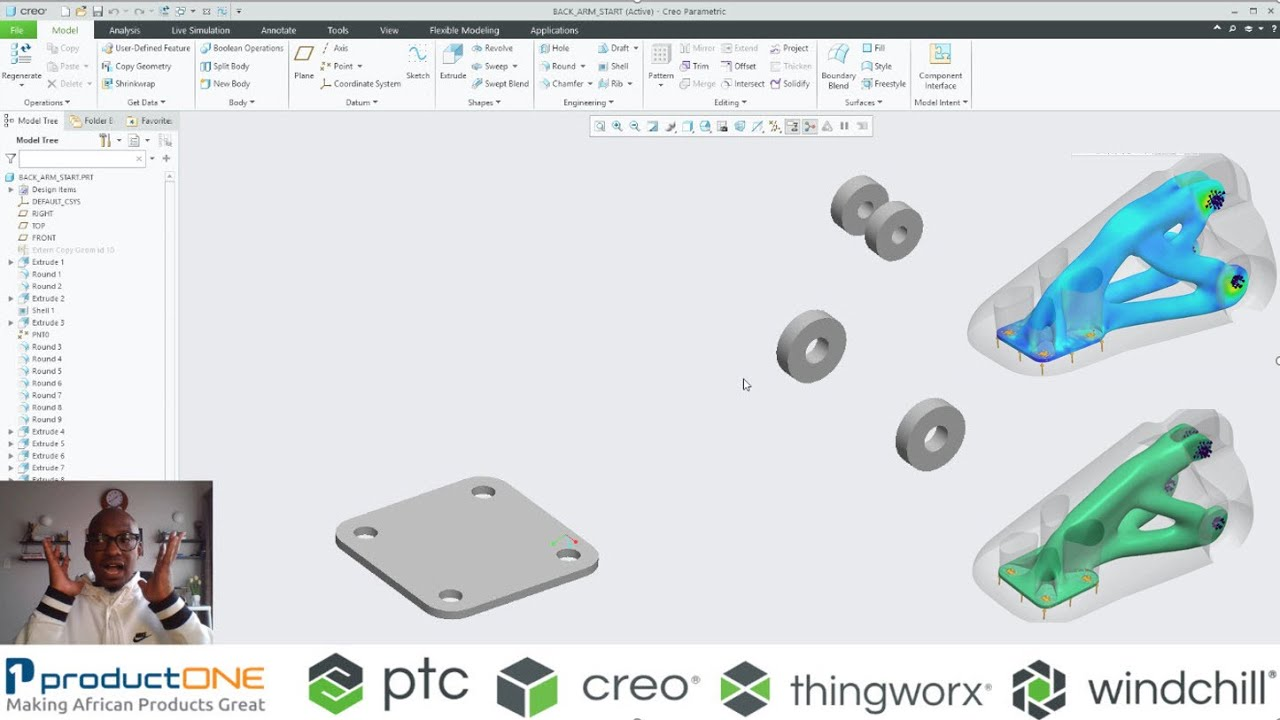 creo
BACK_ARM_START (Active) - Creo Parametric
File Model Analysis Live Simulation Annotate Tools View Flexible Modeling Applications
Regenerate
Copy
Paste
Delete
Operations
User-Defined Feature
Copy Geometry
Shrinkwrap
Get Data
Boolean Operations
Split Body
New Body
Body
Plane
Axis
Point
Coordinate System
Sketch
Datum
Extrude
Revolve
Sweep
Swept Blend
Shapes
Hole
Round
Chamfer
Draft
Shell
Rib
Engineering
Pattern
Mirror
Trim
Merge
Extend
Offset
Intersect
Project
Thicken
Solidify
Editing
Boundary
Blend
Fill
Style
Freestyle
Surfaces
Component
Interface
Model Intent
Model Tree Folder B Favorite
Model Tree
BACK_ARM_START.PRT
Design Items
DEFAULT_CSYS
RIGHT
TOP
FRONT
Extern Copy Geom id 10
Extrude 1
Round 1
Round 2
Extrude 2
Shell 1
Extrude 3
PNT0
Round 3
Round 4
Round 5
Round 6
Round 7
Round 8
Round 9
Extrude 4
Extrude 5
Extrude 6
Extrude 7
productONE
Making African Products Great
ptc
creo®
thingworx®
windchill®